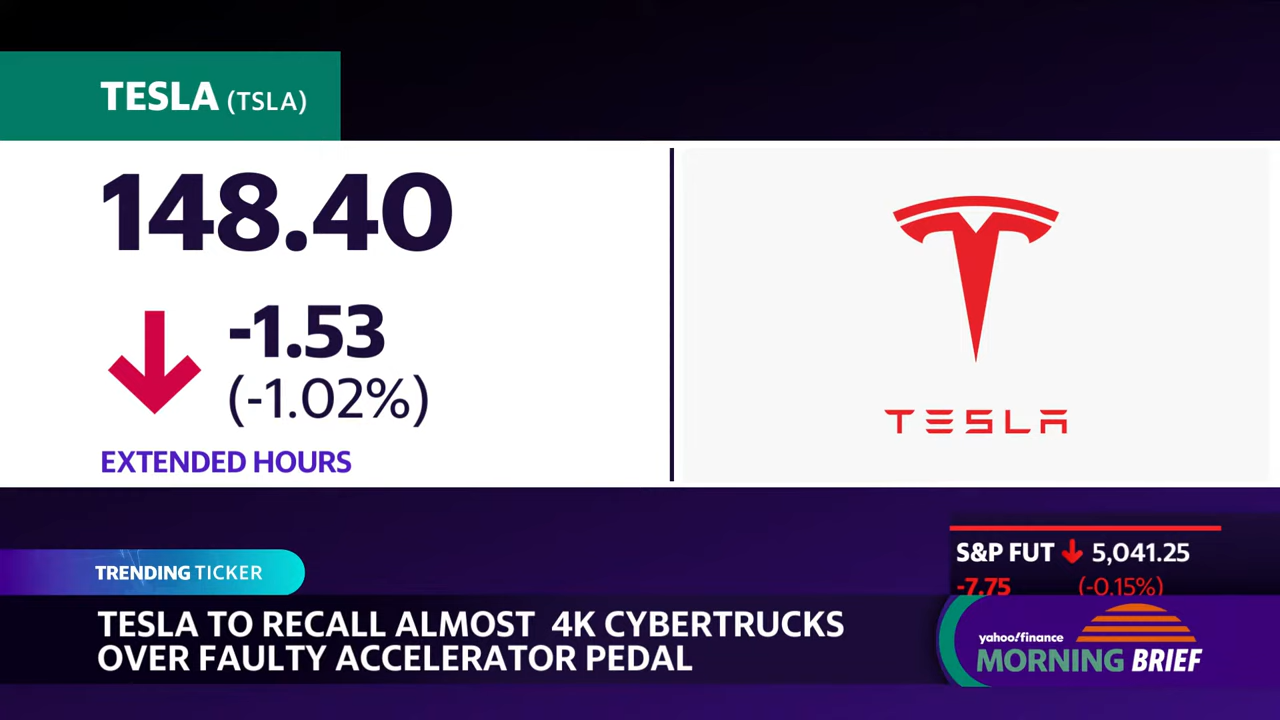 TESLA (TSLA)
148.40
-1.53
(-1.02%)
EXTENDED HOURS
TESLA
TRENDING TICKER
S&P FUT 5,041.25
-7.75 (-0.15%)
TESLA TO RECALL ALMOST 4K CYBERTRUCKS
OVER FAULTY ACCELERATOR PEDAL
yahoo!finance
MORNING BRIEF